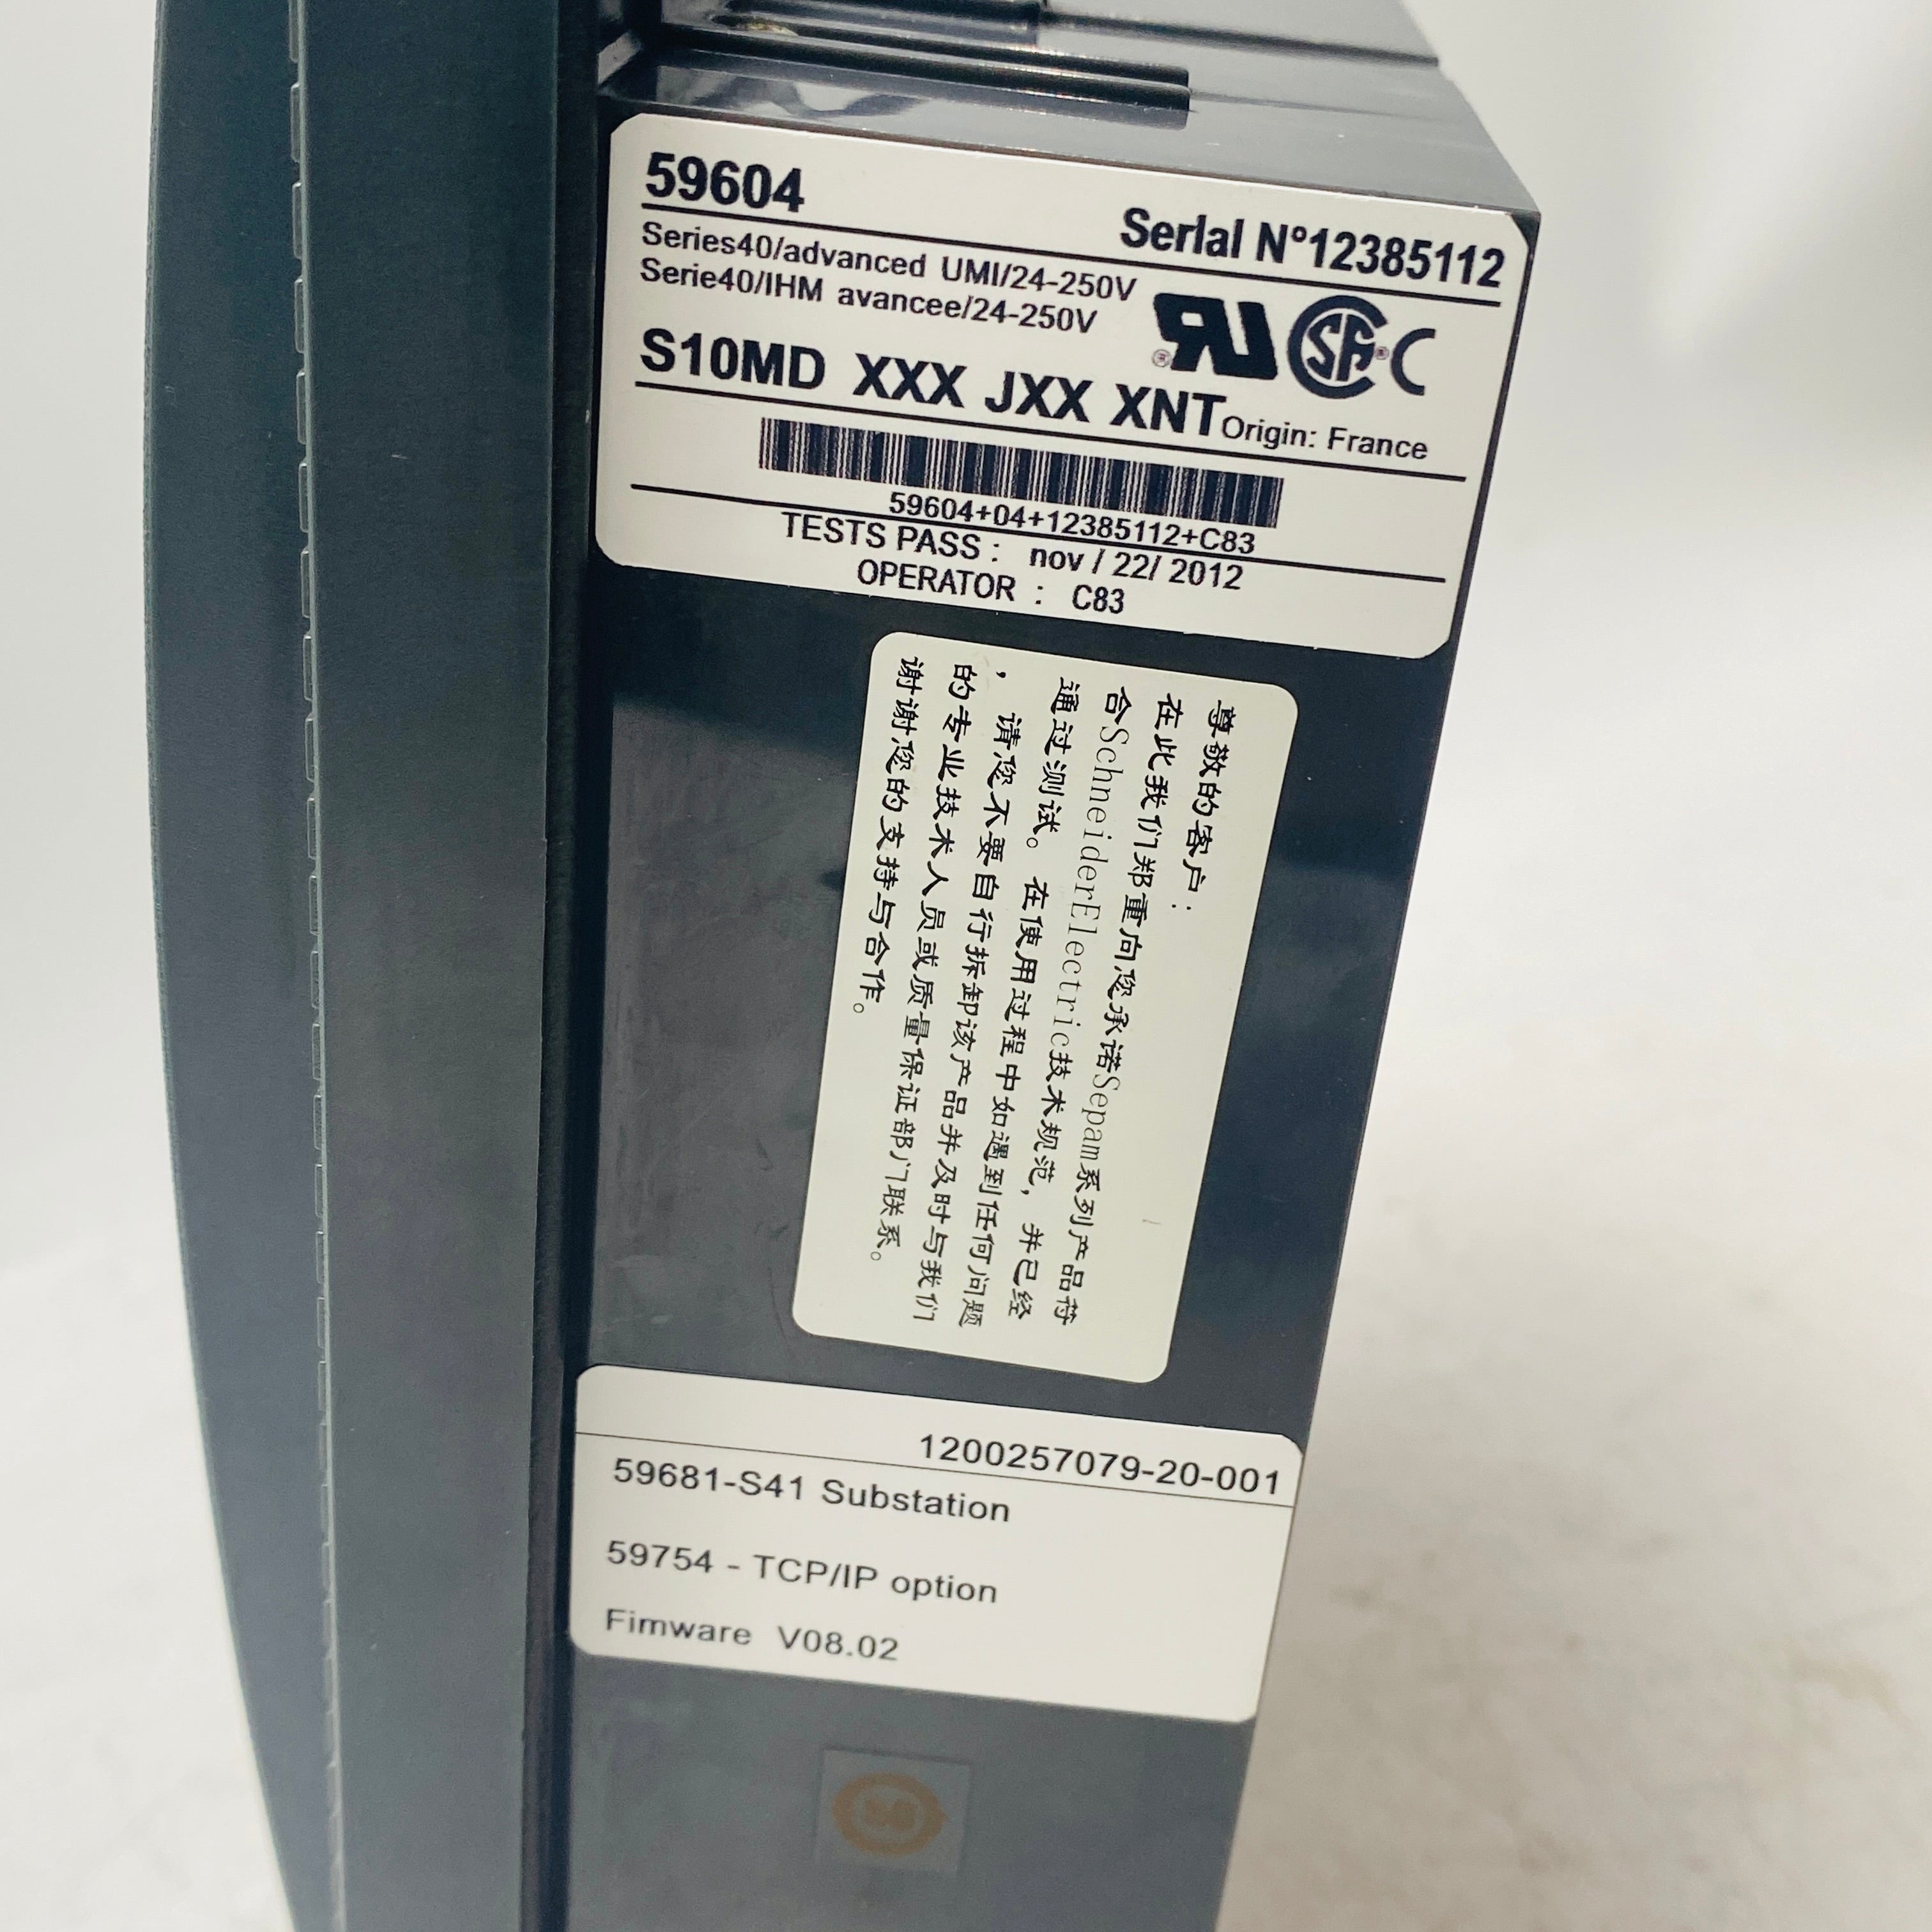 59604
Serlal N°12385112
Series40/advanced UMI/24-250V
Serie40/IHM avancee/24-250V
S10MD XXX JXX XNT
Origin: France
59604+04+12385112+C83
TESTS PASS : nov / 22/ 2012
OPERATOR : C83
尊敬的客户:
在此我们郑重向您承诺Sepam系列产品符
合SchneiderElectric技术规范，并已经
通过测试。在使用过程中如遇到任何问题
，请您不要自行拆卸该产品并及时与我们
的专业技术人员或质量保证部门联系。
谢谢您的支持与合作。
1200257079-20-001
59681-S41 Substation
59754 - TCP/IP option
Fimware V08.02